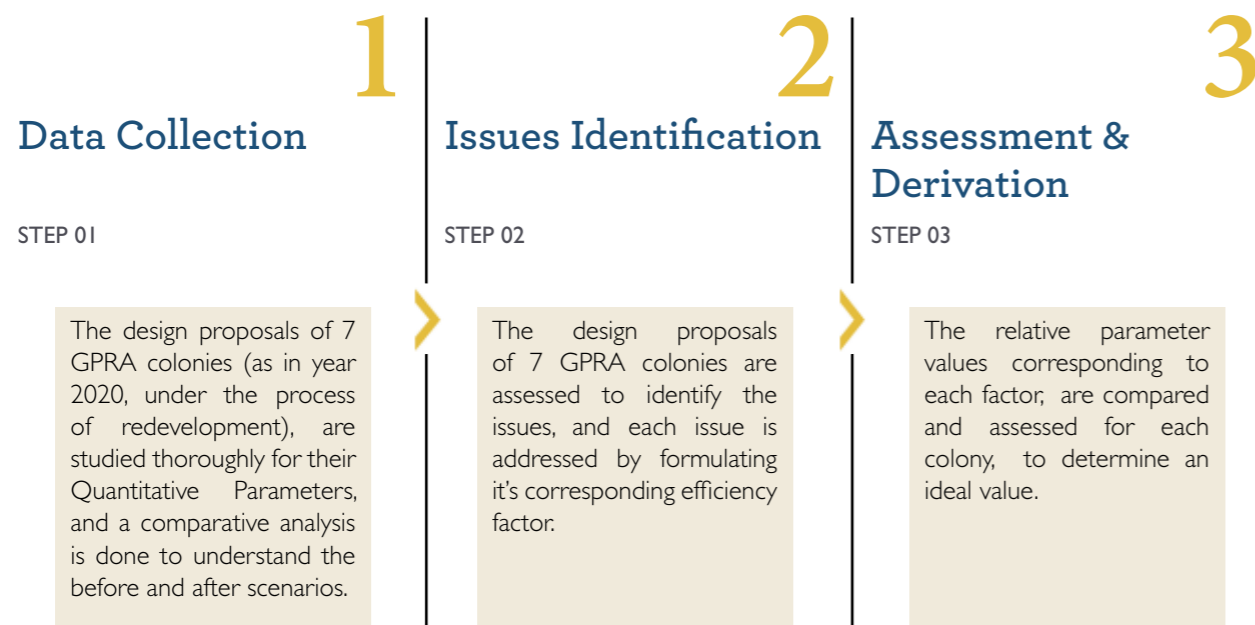 1
Data Collection
STEP 01
The design proposals of 7
GPRA colonies (as in year
2020, under the process
of redevelopment), are
studied thoroughly for their
Quantitative Parameters,
and a comparative analysis
is done to understand the
before and after scenarios.
2
Issues Identification
STEP 02
The design proposals
of 7 GPRA colonies are
assessed to identify the
issues, and each issue is
addressed by formulating
it's corresponding efficiency
factor.
3
Assessment &
Derivation
STEP 03
The relative parameter
values corresponding to
each factor, are compared
and assessed for each
colony, to determine an
ideal value.